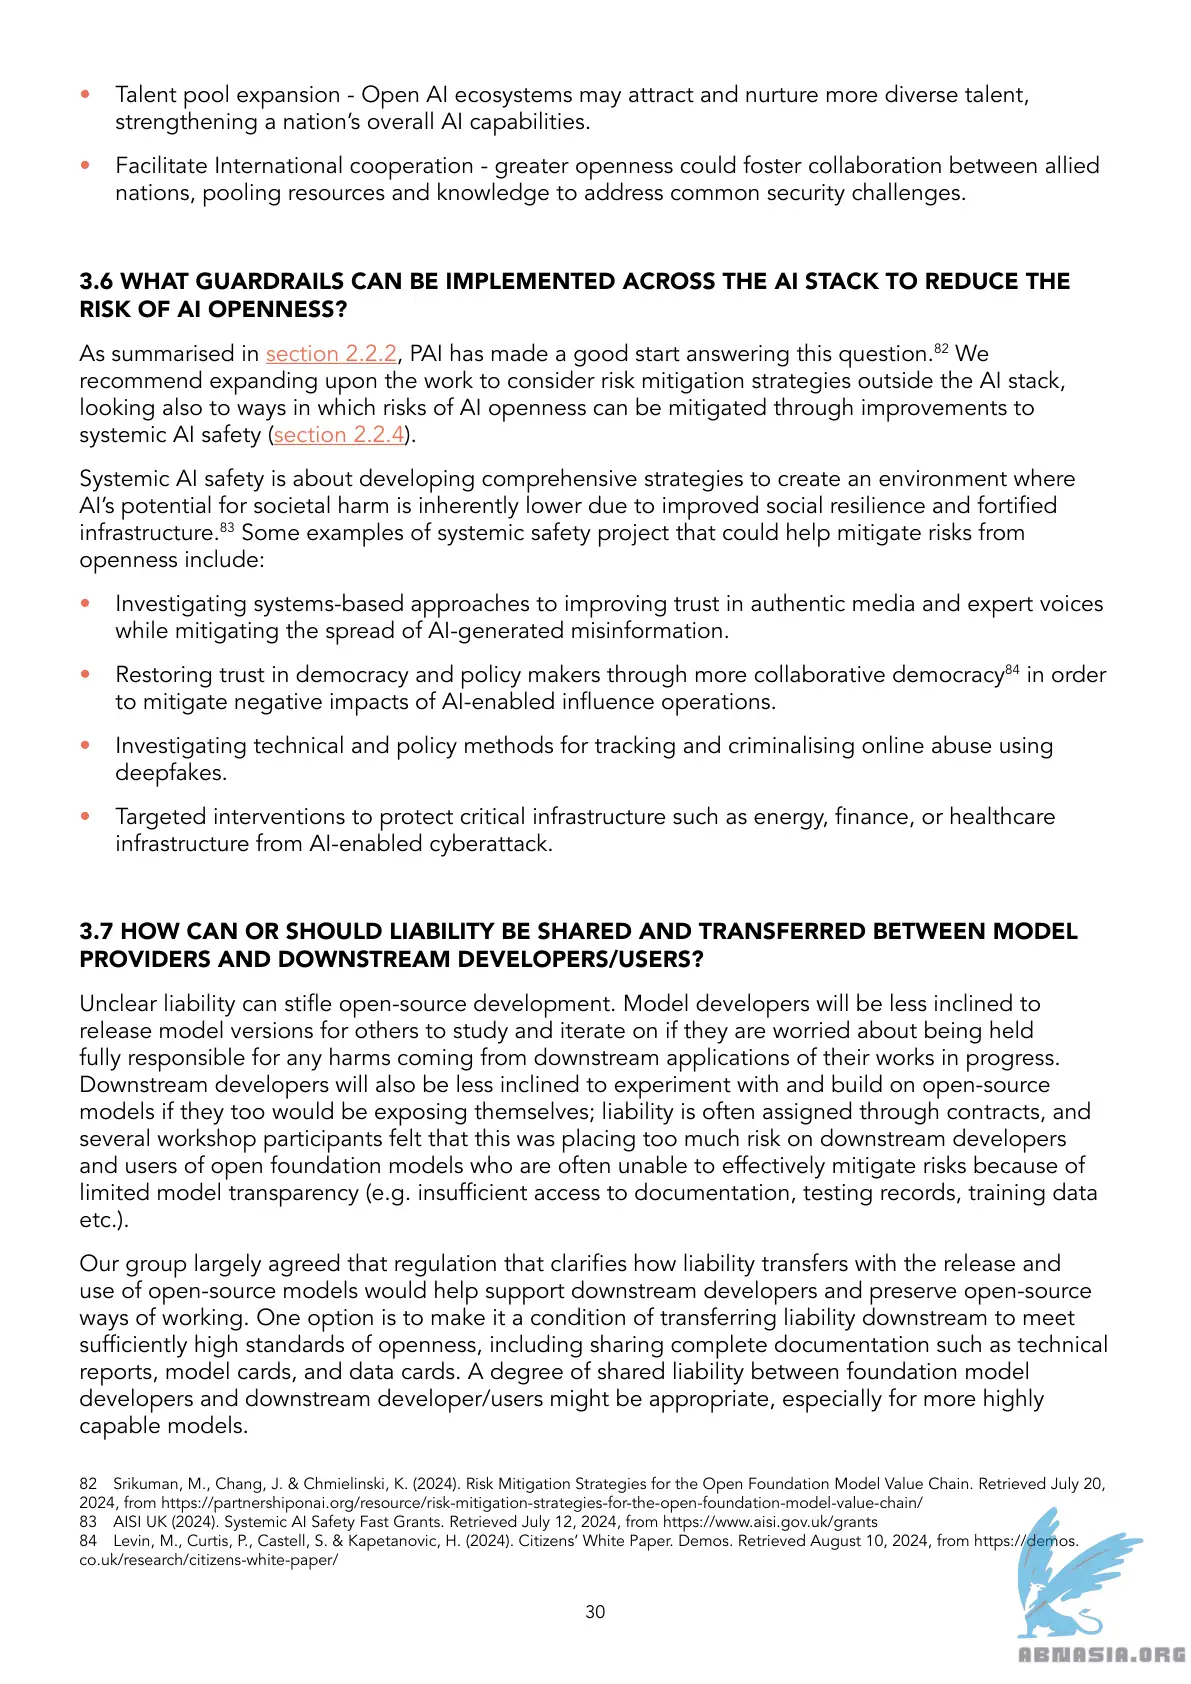 • Talent pool expansion - Open AI ecosystems may attract and nurture more diverse talent,
strengthening a nation’s overall AI capabilities.
• Facilitate International cooperation - greater openness could foster collaboration between allied
nations, pooling resources and knowledge to address common security challenges.
3.6 WHAT GUARDRAILS CAN BE IMPLEMENTED ACROSS THE AI STACK TO REDUCE THE
RISK OF AI OPENNESS?
As summarised in section 2.2.2, PAI has made a good start answering this question.82 We
recommend expanding upon the work to consider risk mitigation strategies outside the AI stack,
looking also to ways in which risks of AI openness can be mitigated through improvements to
systemic AI safety (section 2.2.4).
Systemic AI safety is about developing comprehensive strategies to create an environment where
AI’s potential for societal harm is inherently lower due to improved social resilience and fortified
infrastructure.83 Some examples of systemic safety project that could help mitigate risks from
openness include:
• Investigating systems-based approaches to improving trust in authentic media and expert voices
while mitigating the spread of AI-generated misinformation.
• Restoring trust in democracy and policy makers through more collaborative democracy84 in order
to mitigate negative impacts of AI-enabled influence operations.
• Investigating technical and policy methods for tracking and criminalising online abuse using
deepfakes.
• Targeted interventions to protect critical infrastructure such as energy, finance, or healthcare
infrastructure from AI-enabled cyberattack.
3.7 HOW CAN OR SHOULD LIABILITY BE SHARED AND TRANSFERRED BETWEEN MODEL
PROVIDERS AND DOWNSTREAM DEVELOPERS/USERS?
Unclear liability can stifle open-source development. Model developers will be less inclined to
release model versions for others to study and iterate on if they are worried about being held
fully responsible for any harms coming from downstream applications of their works in progress.
Downstream developers will also be less inclined to experiment with and build on open-source
models if they too would be exposing themselves; liability is often assigned through contracts, and
several workshop participants felt that this was placing too much risk on downstream developers
and users of open foundation models who are often unable to effectively mitigate risks because of
limited model transparency (e.g. insufficient access to documentation, testing records, training data
etc.).
Our group largely agreed that regulation that clarifies how liability transfers with the release and
use of open-source models would help support downstream developers and preserve open-source
ways of working. One option is to make it a condition of transferring liability downstream to meet
sufficiently high standards of openness, including sharing complete documentation such as technical
reports, model cards, and data cards. A degree of shared liability between foundation model
developers and downstream developer/users might be appropriate, especially for more highly
capable models.
82 Srikuman, M., Chang, J. & Chmielinski, K. (2024). Risk Mitigation Strategies for the Open Foundation Model Value Chain. Retrieved July 20,
2024, from https://partnershiponai.org/resource/risk-mitigation-strategies-for-the-open-foundation-model-value-chain/
83 AISI UK (2024). Systemic AI Safety Fast Grants. Retrieved July 12, 2024, from https://www.aisi.gov.uk/grants
84 Levin, M., Curtis, P., Castell, S. & Kapetanovic, H. (2024). Citizens’ White Paper. Demos. Retrieved August 10, 2024, from https://demos.
co.uk/research/citizens-white-paper/
30
ABNASIA.ORG